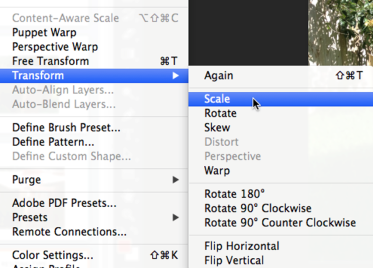 Content-Aware Scale ⌥⇧⌘C
Puppet Warp
Perspective Warp
Free Transform ⌘T
Transform ▶
Auto-Align Layers...
Auto-Blend Layers...
Define Brush Preset...
Define Pattern...
Define Custom Shape...
Purge ▶
Adobe PDF Presets...
Presets ▶
Remote Connections...
Color Settings... ⇧⌘K
Assign Profile
Again ⇧⌘T
Scale
Rotate
Skew
Distort
Perspective
Warp
Rotate 180°
Rotate 90° Clockwise
Rotate 90° Counter Clockwise
Flip Horizontal
Flip Vertical